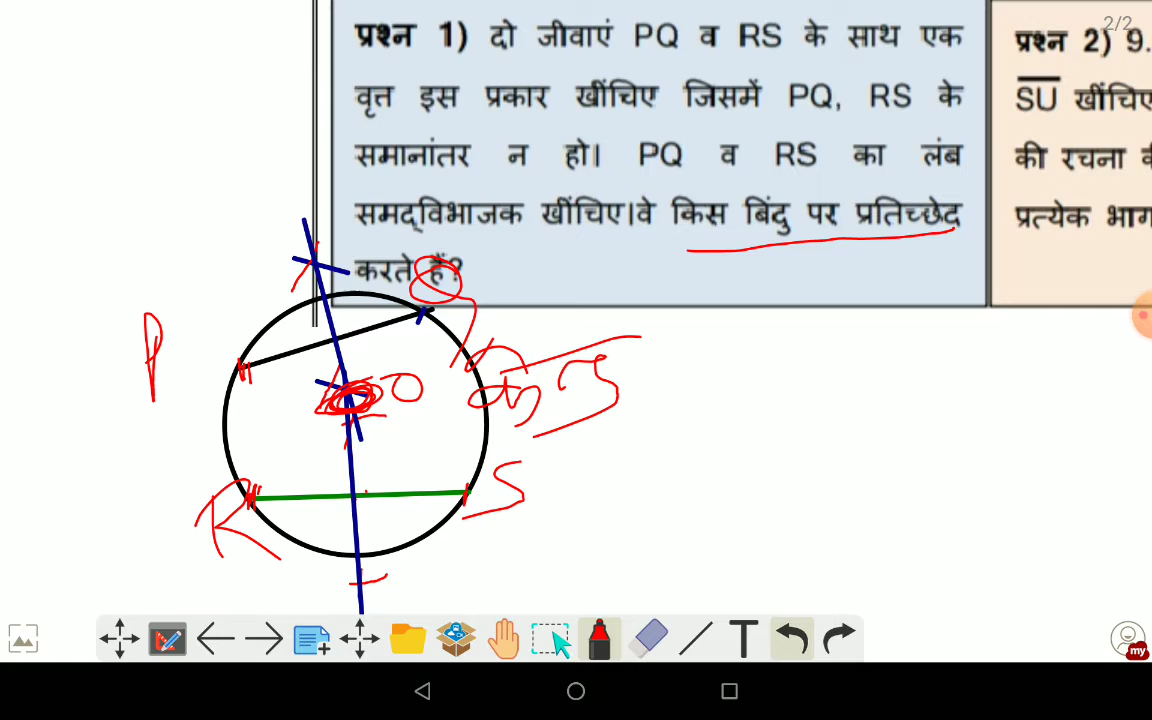 2/2
प्रश्न 1) दो जीवाएं PQ व RS के साथ एक
वृत्त इस प्रकार खींचिए जिसमें PQ, RS के
समानांतर न हो। PQ व RS का लंब
समद्विभाजक खींचिए।वे किस बिंदु पर प्रतिच्छेद
करते हैं?
प्रश्न 2) 9.
SU खींचिए
की रचना
प्रत्येक भाग
P
Q
O
R
S
T
my